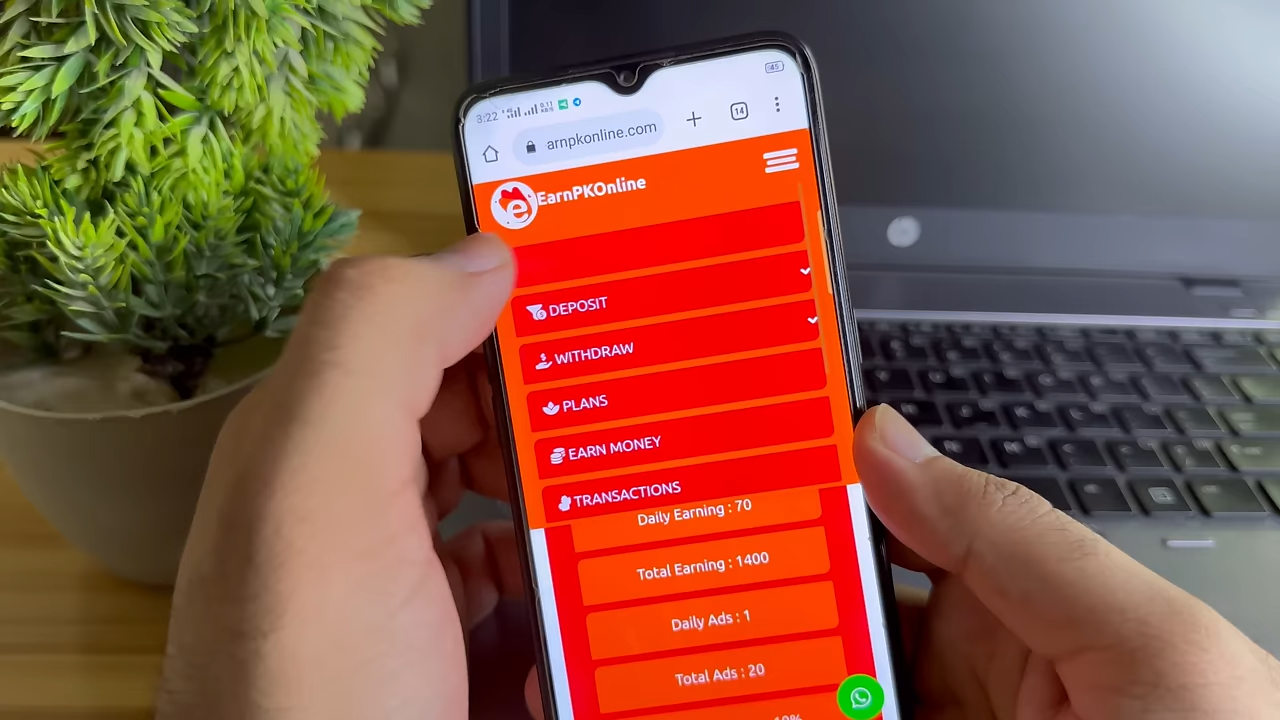 3:22
45
arnpkonline.com
14
EarnPKOnline
DEPOSIT
WITHDRAW
PLANS
EARN MONEY
TRANSACTIONS
Daily Earning : 70
Total Earning : 1400
Daily Ads : 1
Total Ads : 20